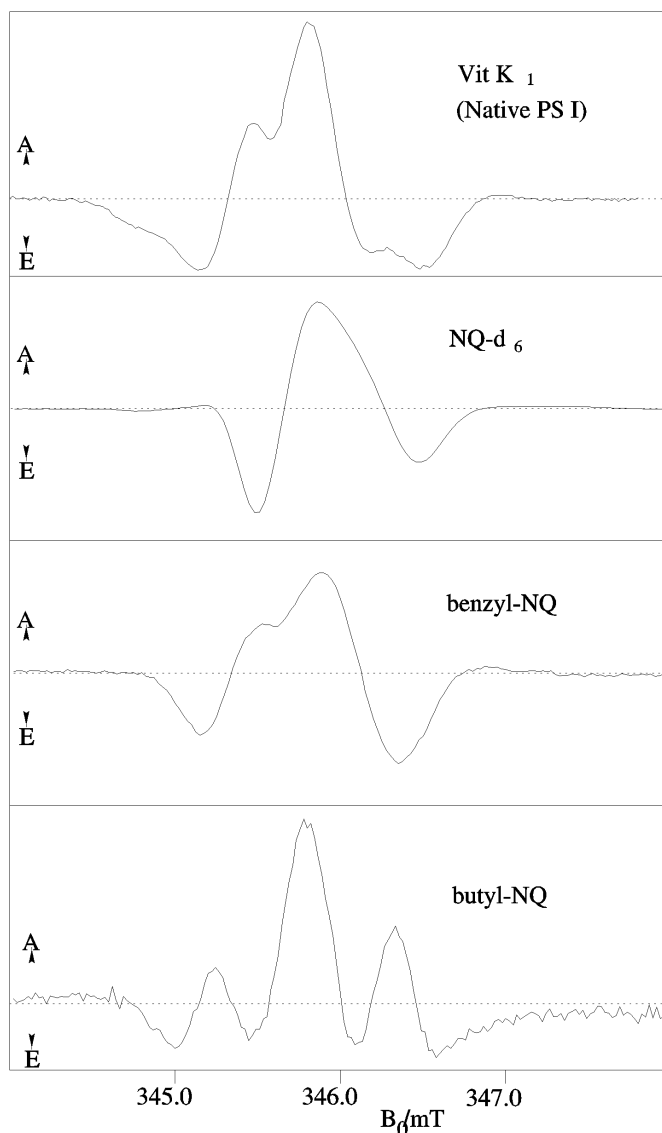 Vit K 1
(Native PS I)
A
E
NQ-d 6
A
E
benzyl-NQ
A
E
butyl-NQ
A
E
345.0 346.0 347.0
B0/mT